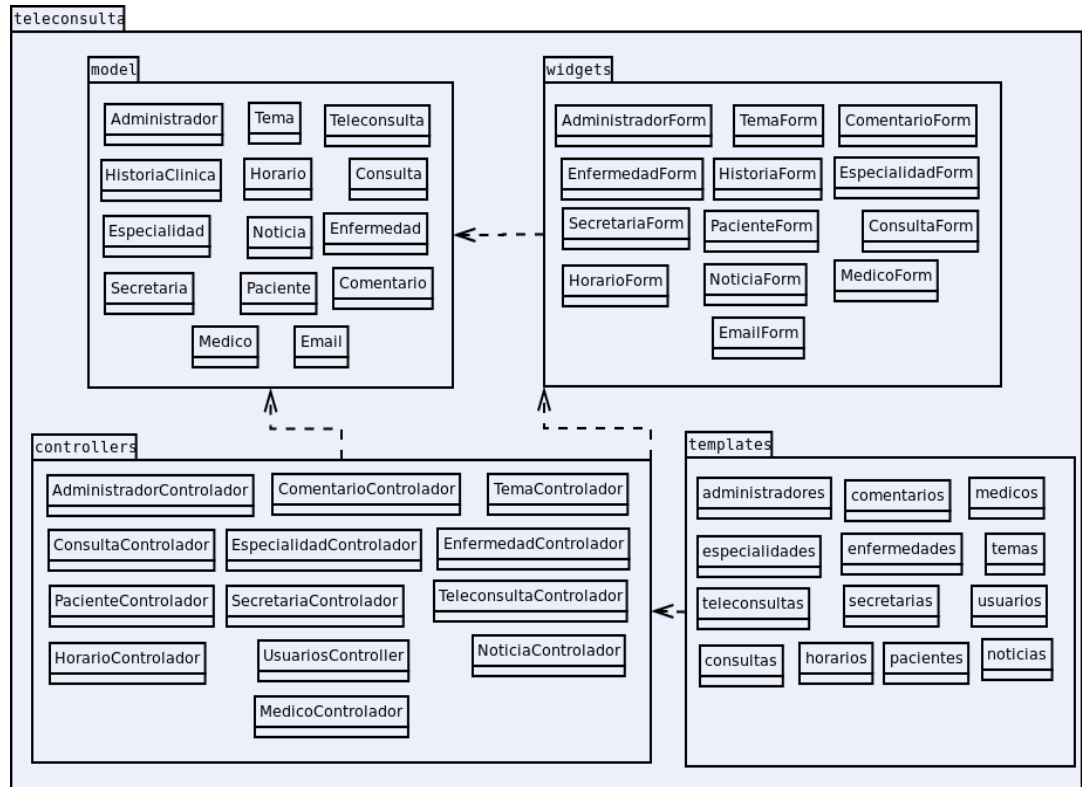 teleconsulta
model
Administrador Tema Teleconsulta
HistoriaClinica Horario Consulta
Especialidad Noticia Enfermedad
Secretaria Paciente Comentario
Medico Email
widgets
AdministradorForm TemaForm ComentarioForm
EnfermedadForm HistoriaForm EspecialidadForm
SecretariaForm PacienteForm ConsultaForm
HorarioForm NoticiaForm MedicoForm
EmailForm
controllers
AdministradorControlador ComentarioControlador TemaControlador
ConsultaControlador EspecialidadControlador EnfermedadControlador
PacienteControlador SecretariaControlador TeleconsultaControlador
HorarioControlador UsuariosController NoticiaControlador
MedicoControlador
templates
administradores comentarios medicos
especialidades enfermedades temas
teleconsultas secretarias usuarios
consultas horarios pacientes noticias